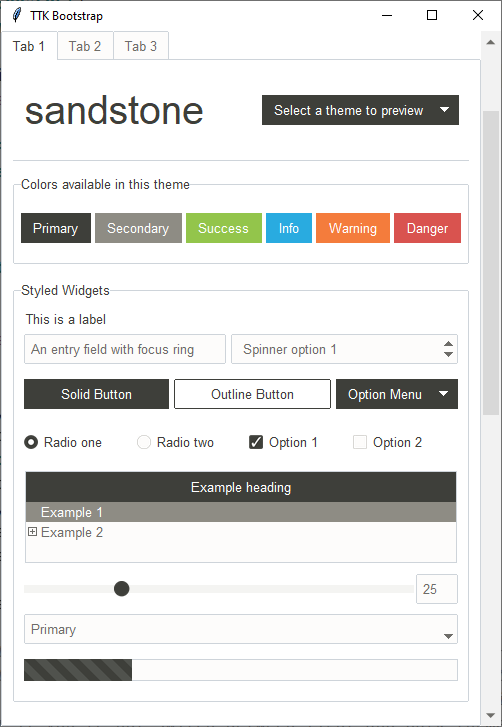 TTK Bootstrap
Tab 1 Tab 2 Tab 3
sandstone
Select a theme to preview
Colors available in this theme
Primary Secondary Success Info Warning Danger
Styled Widgets
This is a label
An entry field with focus ring Spinner option 1
Solid Button Outline Button Option Menu
Radio one Radio two Option 1 Option 2
Example heading
Example 1
Example 2
25
Primary